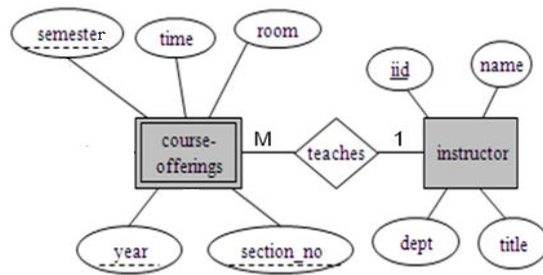 semester
time
room
iid
name
course-
offerings
M
teaches
1
instructor
year
section_no
dept
title